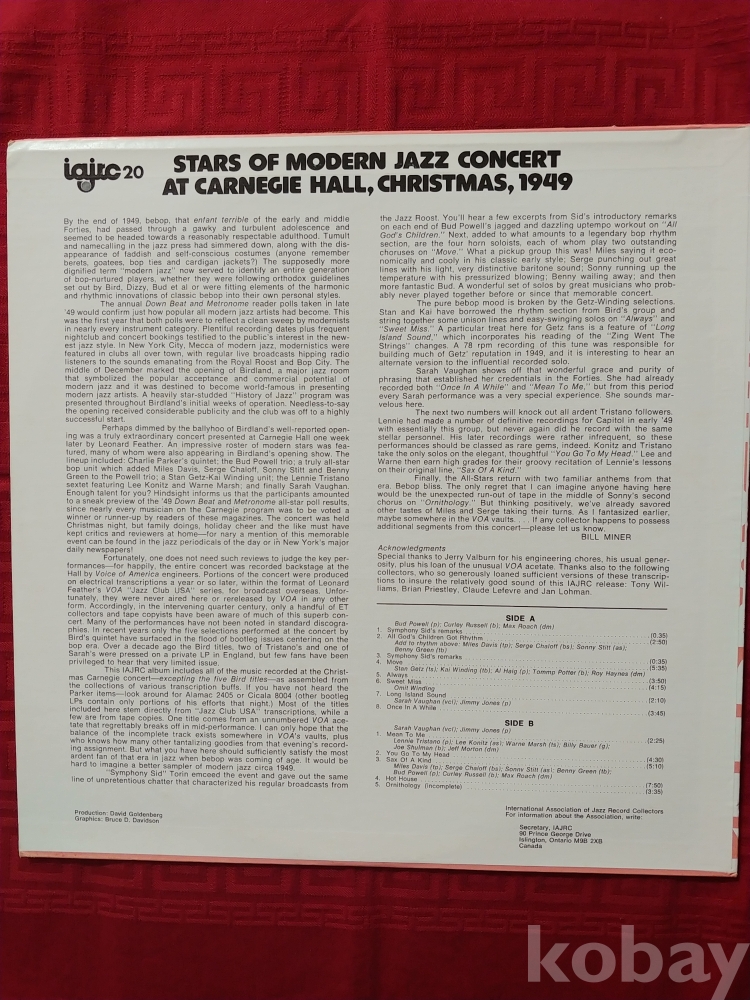 iajrc 20
STARS OF MODERN JAZZ CONCERT
AT CARNEGIE HALL, CHRISTMAS, 1949
By the end of 1949, bebop, that enfant terrible of the early and middle
Forties, had passed through a gawky and turbulent adolescence and
seemed to be headed towards a reasonably respectable adulthood. Tumult
and namecalling in the jazz press had simmered down, along with the dis-
appearance of faddish and self-conscious costumes (anyone remember
berets, goatees, bop ties and cardigan jackets?) The supposedly more
dignified term "modern jazz" now served to identify an entire generation
of bop-nurtured players, whether they were following orthodox guidelines
set out by Bird, Dizzy, Bud et al or were fitting elements of the harmonic
and rhythmic innovations of classic bebop into their own personal styles.
The annual Down Beat and Metronome reader polls taken in late
'49 would confirm just how popular all modern jazz artists had become. This
was the first year that both polls were to reflect a clean sweep by modernists
in nearly every instrument category. Plentiful recording dates plus frequent
nightclub and concert bookings testified to the public's interest in the new-
est jazz style. In New York City, Mecca of modern jazz, modernists were
featured in clubs all over town, with regular live broadcasts hipping radio
listeners to the sounds emanating from the Royal Roost and Bop City. The
middle of December marked the opening of Birdland, a major jazz room
that symbolized the popular acceptance and commercial potential of
modern jazz and it was destined to become world-famous in presenting
modern jazz artists. A heavily star-studded "History of Jazz" program was
presented throughout Birdland's initial weeks of operation. Needless-to-say
the opening received considerable publicity and the club was off to a highly
successful start.
Perhaps dimmed by the ballyhoo of Birdland's well-reported open-
ing was a truly extraordinary concert presented at Carnegie Hall one week
later by Leonard Feather. An impressive roster of modern stars was fea-
tured, many of whom were also appearing in Birdland's opening show. The
lineup included: Charlie Parker's quintet; the Bud Powell trio; a truly all-star
bop unit which added Miles Davis, Serge Chaloff, Sonny Stitt and Benny
Green to the Powell trio; a Stan Getz-Kai Winding unit; the Lennie Tristano
sextet featuring Lee Konitz and Warne Marsh; and finally Sarah Vaughan.
Enough talent for you? Hindsight informs us that the participants amounted
to a sneak preview of the '49 Down Beat and Metronome all-star poll results,
since nearly every musician on the Carnegie program was to be voted a
winner or runner-up by readers of these magazines. The concert was held
Christmas night, but family doings, holiday cheer and the like must have
kept critics and reviewers at home—for nary a mention of this memorable
event can be found in the jazz periodicals of the day or in New York's major
daily newspapers!
Fortunately, one does not need such reviews to judge the key per-
formances—for happily, the entire concert was recorded backstage at the
Hall by Voice of America engineers. Portions of the concert were produced
on electrical transcriptions a year or so later, within the format of Leonard
Feather's VOA "Jazz Club USA" series, for broadcast overseas. Unfor-
tunately, they were never aired here or rereleased by VOA in any other
form. Accordingly, in the intervening quarter century, only a handful of ET
collectors and tape copyists have been aware of much of this superb con-
cert. Many of the performances have not been noted in standard discogra-
phies. In recent years only the five selections performed at the concert by
Bird's quintet have surfaced in the flood of bootleg issues centering on the
bop era. Over a decade ago the Bird titles, two of Tristano's and one of
Sarah's were pressed on a private LP in England, but few fans have been
privileged to hear that very limited issue.
This IAJRC album includes all of the music recorded at the Christ-
mas Carnegie concert—excepting the five Bird titles—as assembled from
the collections of various transcription buffs. If you have not heard the
Parker items—look around for Alamac 2405 or Cicala 8004 (other bootleg
LPs contain only portions of his efforts that night.) Most of the titles
included here stem directly from "Jazz Club USA" transcriptions, while a
few are from tape copies. One title comes from an unnumbered VOA ace-
tate that regrettably breaks off in mid-performance. I can only hope that the
balance of the incomplete track exists somewhere in VOA's vaults, plus
who knows how many other tantalizing goodies from that evening's record-
ing assignment. But what you have here should sufficiently satisfy the most
ardent fan of that era in jazz when bebop was coming of age. It would be
hard to imagine a better sampler of modern jazz circa 1949.
"Symphony Sid" Torin emceed the event and gave out the same
line of unpretentious chatter that characterized his regular broadcasts from
the Jazz Roost. You'll hear a few excerpts from Sid's introductory remarks
on each end of Bud Powell's jagged and dazzling uptempo workout on "All
God's Children." Next, added to what amounts to a legendary bop rhythm
section, are the four horn soloists, each of whom play two outstanding
choruses on "Move." What a pickup group this was! Miles saying it eco-
nomically and cooly in his classic early style; Serge punching out great
lines with his light, very distinctive baritone sound; Sonny running up the
temperature with his pressurized blowing; Benny wailing away; and then
more fantastic Bud. A wonderful set of solos by great musicians who prob-
ably never played together before or since that memorable concert.
The pure bebop mood is broken by the Getz-Winding selections.
Stan and Kai have borrowed the rhythm section from Bird's group and
string together some unison lines and easy-swinging solos on "Always" and
"Sweet Miss." A particular treat here for Getz fans is a feature of "Long
Island Sound," which incorporates his reading of the "Zing Went The
Strings" changes. A 78 rpm recording of this tune was responsible for
building much of Getz' reputation in 1949, and it is interesting to hear an
alternate version to the influential recorded solo.
Sarah Vaughan shows off that wonderful grace and purity of
phrasing that established her credentials in the Forties. She had already
recorded both "Once In A While" and "Mean To Me," but from this period
every Sarah performance was a very special experience. She sounds mar-
velous here.
The next two numbers will knock out all ardent Tristano followers.
Lennie had made a number of definitive recordings for Capitol in early '49
with essentially this group, but never again did he record with the same
stellar personnel. His later recordings were rather infrequent, so these
performances should be classed as rare gems, indeed. Konitz and Tristano
take the only solos on the elegant, thoughtful "You Go To My Head." Lee and
Warne then earn high grades for their groovy recitation of Lennie's lessons
on their original line, "Sax Of A Kind."
Finally, the All-Stars return with two familiar anthems from that
era. Bebop bliss. The only regret that I can imagine anyone having here
would be the unexpected run-out of tape in the middle of Sonny's second
chorus on "Ornithology." But thinking positively, we've already savored
other tastes of Miles and Serge taking their turns. As I fantasized earlier,
maybe somewhere in the VOA vaults. . . . If any collector happens to possess
additional segments from this concert—please let us know.
BILL MINER
Acknowledgments
Special thanks to Jerry Valburn for his engineering chores, his usual gener-
osity, plus his loan of the unusual VOA acetate. Thanks also to the following
collectors, who so generously loaned sufficient versions of these transcrip-
tions to insure the relatively good sound of this IAJRC release: Tony Wil-
liams, Brian Priestley, Claude Lefevre and Jan Lohman.
SIDE A
Bud Powell (p); Curley Russell (b); Max Roach (dm)
1. Symphony Sid's remarks (0:35)
2. All God's Children Got Rhythm (2:50)
Add to rhythm above: Miles Davis (tp); Serge Chaloff (bs); Sonny Stitt (as);
Benny Green (tb)
3. Symphony Sid's remarks (0:35)
4. Move (5:35)
Stan Getz (ts); Kai Winding (tb); Al Haig (p); Tommp Potter (b); Roy Haynes (dm)
5. Always (3:50)
6. Sweet Miss (4:15)
Omit Winding
7. Long Island Sound (2:10)
Sarah Vaughan (vcl); Jimmy Jones (p)
8. Once In A While (3:45)
SIDE B
Sarah Vaughan (vcl); Jimmy Jones (p)
1. Mean To Me (2:25)
Lennie Tristano (p); Lee Konitz (as); Warne Marsh (ts); Billy Bauer (g);
Joe Shulman (b); Jeff Morton (dm)
2. You Go To My Head (4:30)
3. Sax Of A Kind (5:10)
Miles Davis (tp); Serge Chaloff (bs); Sonny Stitt (as); Benny Green (tb);
Bud Powell (p); Curley Russell (b); Max Roach (dm)
4. Hot House (7:50)
5. Ornithology (incomplete) (3:35)
Production: David Goldenberg
Graphics: Bruce D. Davidson
International Association of Jazz Record Collectors
For information about the Association, write:
Secretary, IAJRC
90 Prince George Drive
Islington, Ontario M9B 2XB
Canada
kobay